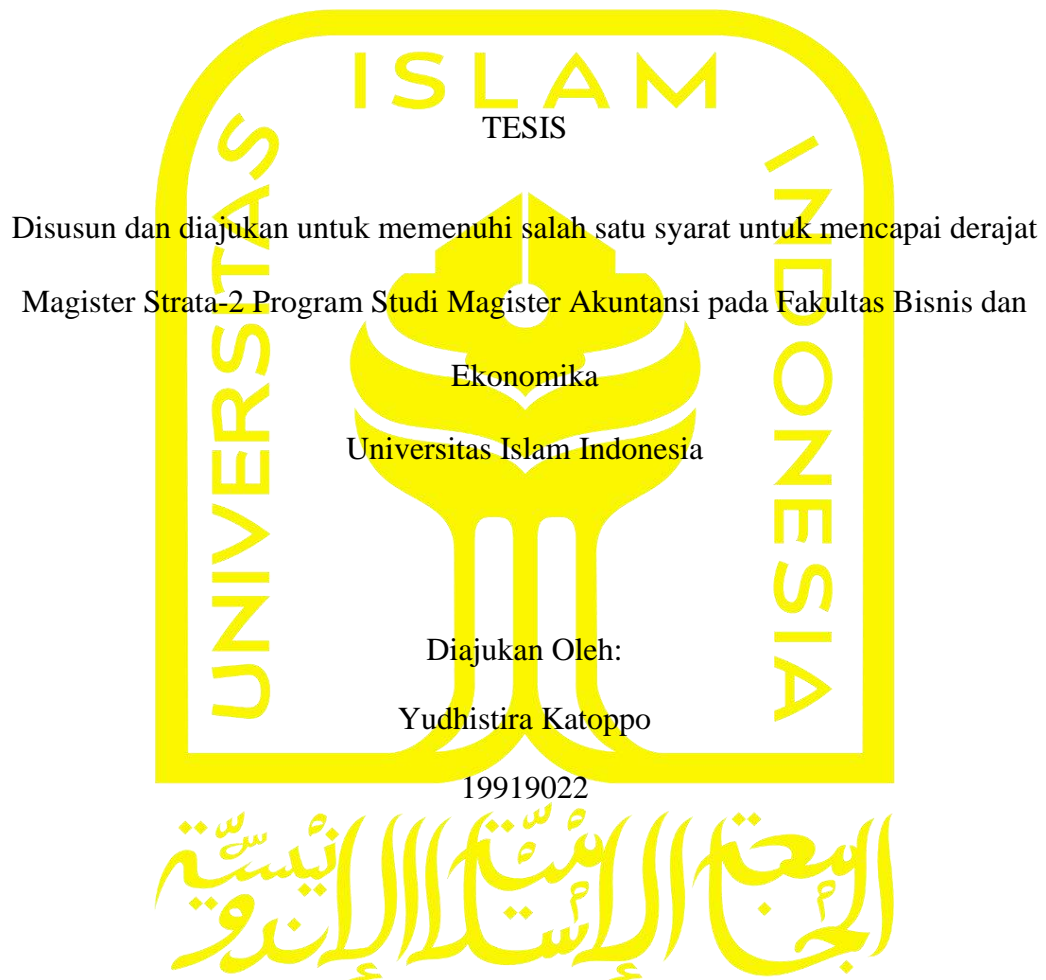 ISLAM
UNIVERSITAS
INDONESIA
TESIS
Disusun dan diajukan untuk memenuhi salah satu syarat untuk mencapai derajat
Magister Strata-2 Program Studi Magister Akuntansi pada Fakultas Bisnis dan
Ekonomika
Universitas Islam Indonesia
Diajukan Oleh:
Yudhistira Katoppo
19919022
الجامعة الإسلامية الإندونيسية